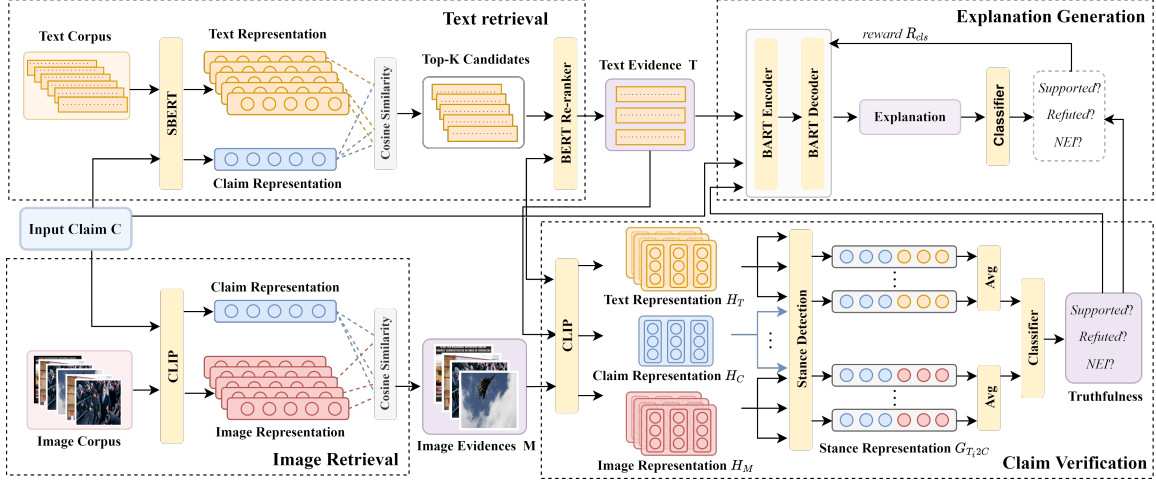 Text retrieval
Text Corpus
SBERT
Text Representation
Claim Representation
Cosine Similarity
Top-K Candidates
BERT Re-ranker
Text Evidence T
Input Claim C
Image Corpus
CLIP
Claim Representation
Image Representation
Cosine Similarity
Image Retrieval
Image Evidences M
Explanation Generation
BART Encoder
BART Decoder
Explanation
Classifier
reward R_cls
Supported?
Refuted?
NEI?
CLIP
Text Representation H_T
Claim Representation H_C
Image Representation H_M
Stance Detection
Stance Representation G_{T_i2C}
Avg
Avg
Classifier
Supported?
Refuted?
NEI?
Truthfulness
Claim Verification